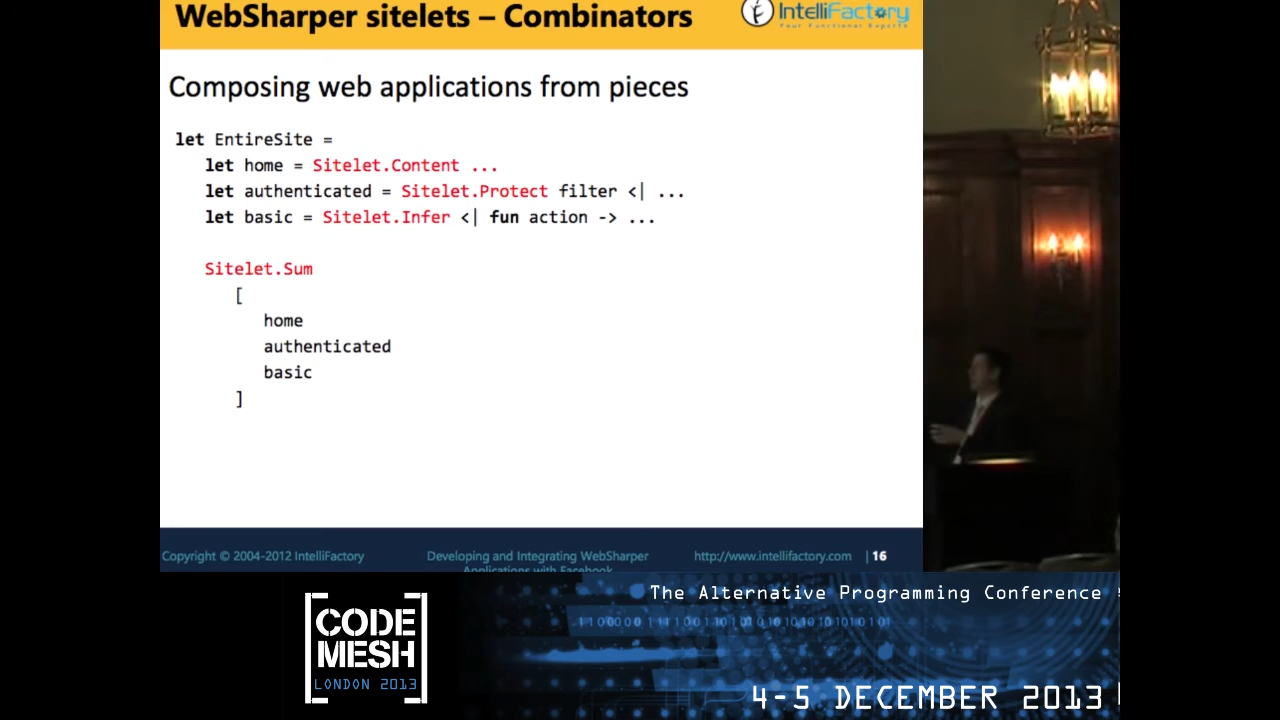 WebSharper sitelets – Combinators
IntelliFactory
Your Functional Experts
Composing web applications from pieces
let EntireSite =
let home = Sitelet.Content ...
let authenticated = Sitelet.Protect filter <| ...
let basic = Sitelet.Infer <| fun action -> ...
Sitelet.Sum
[
home
authenticated
basic
]
Copyright © 2004-2012 IntelliFactory
Developing and Integrating WebSharper
Applications with Facebook
http://www.intellifactory.com | 16
CODE
MESH
LONDON 2013
The Alternative Programming Conference
4-5 DECEMBER 2013